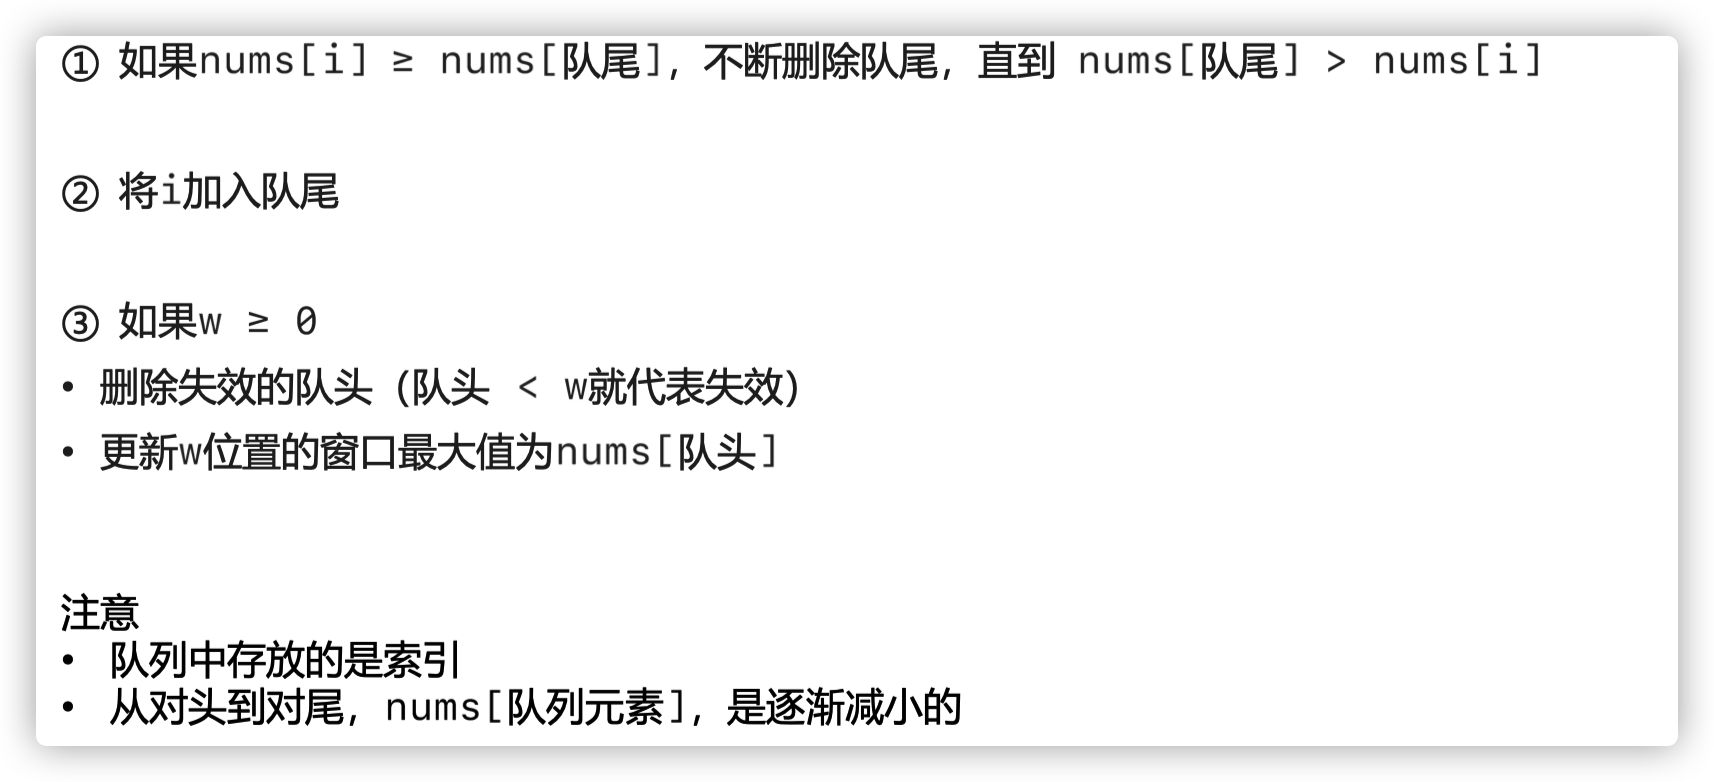 ① 如果nums[i] ≥ nums[队尾]，不断删除队尾，直到 nums[队尾] > nums[i]
② 将i加入队尾
③ 如果w ≥ 0
• 删除失效的队头（队头 < w就代表失效）
• 更新w位置的窗口最大值为nums[队头]
注意
• 队列中存放的是索引
• 从对头到对尾，nums[队列元素]，是逐渐减小的